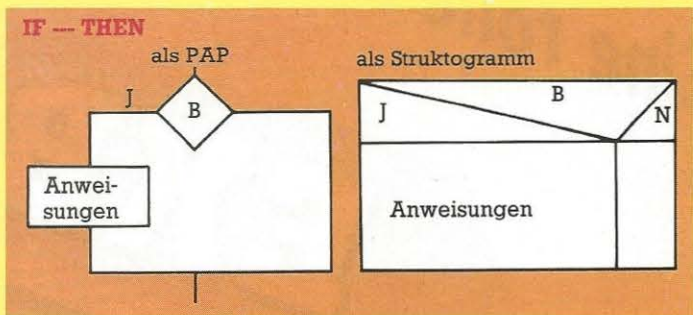 IF --- THEN
als PAP
J
B
Anwei-
sungen
als Struktogramm
J
B
N
Anweisungen